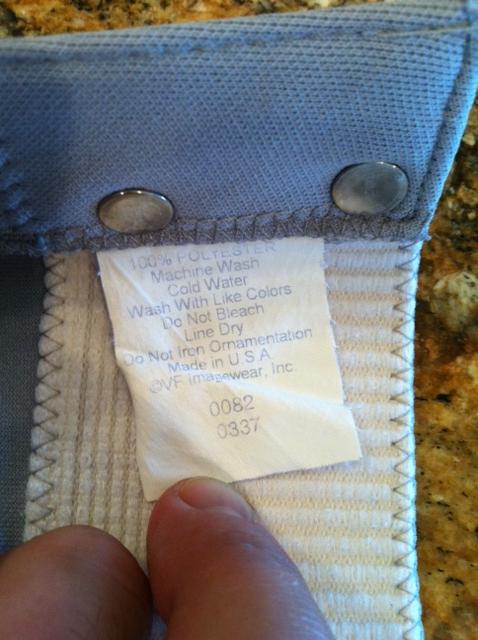 100% POLYESTER
Machine Wash
Cold Water
Wash With Like Colors
Do Not Bleach
Line Dry
Do Not Iron Ornamentation
Made in U.S.A.
©VF Imagewear, Inc.
0082
0337